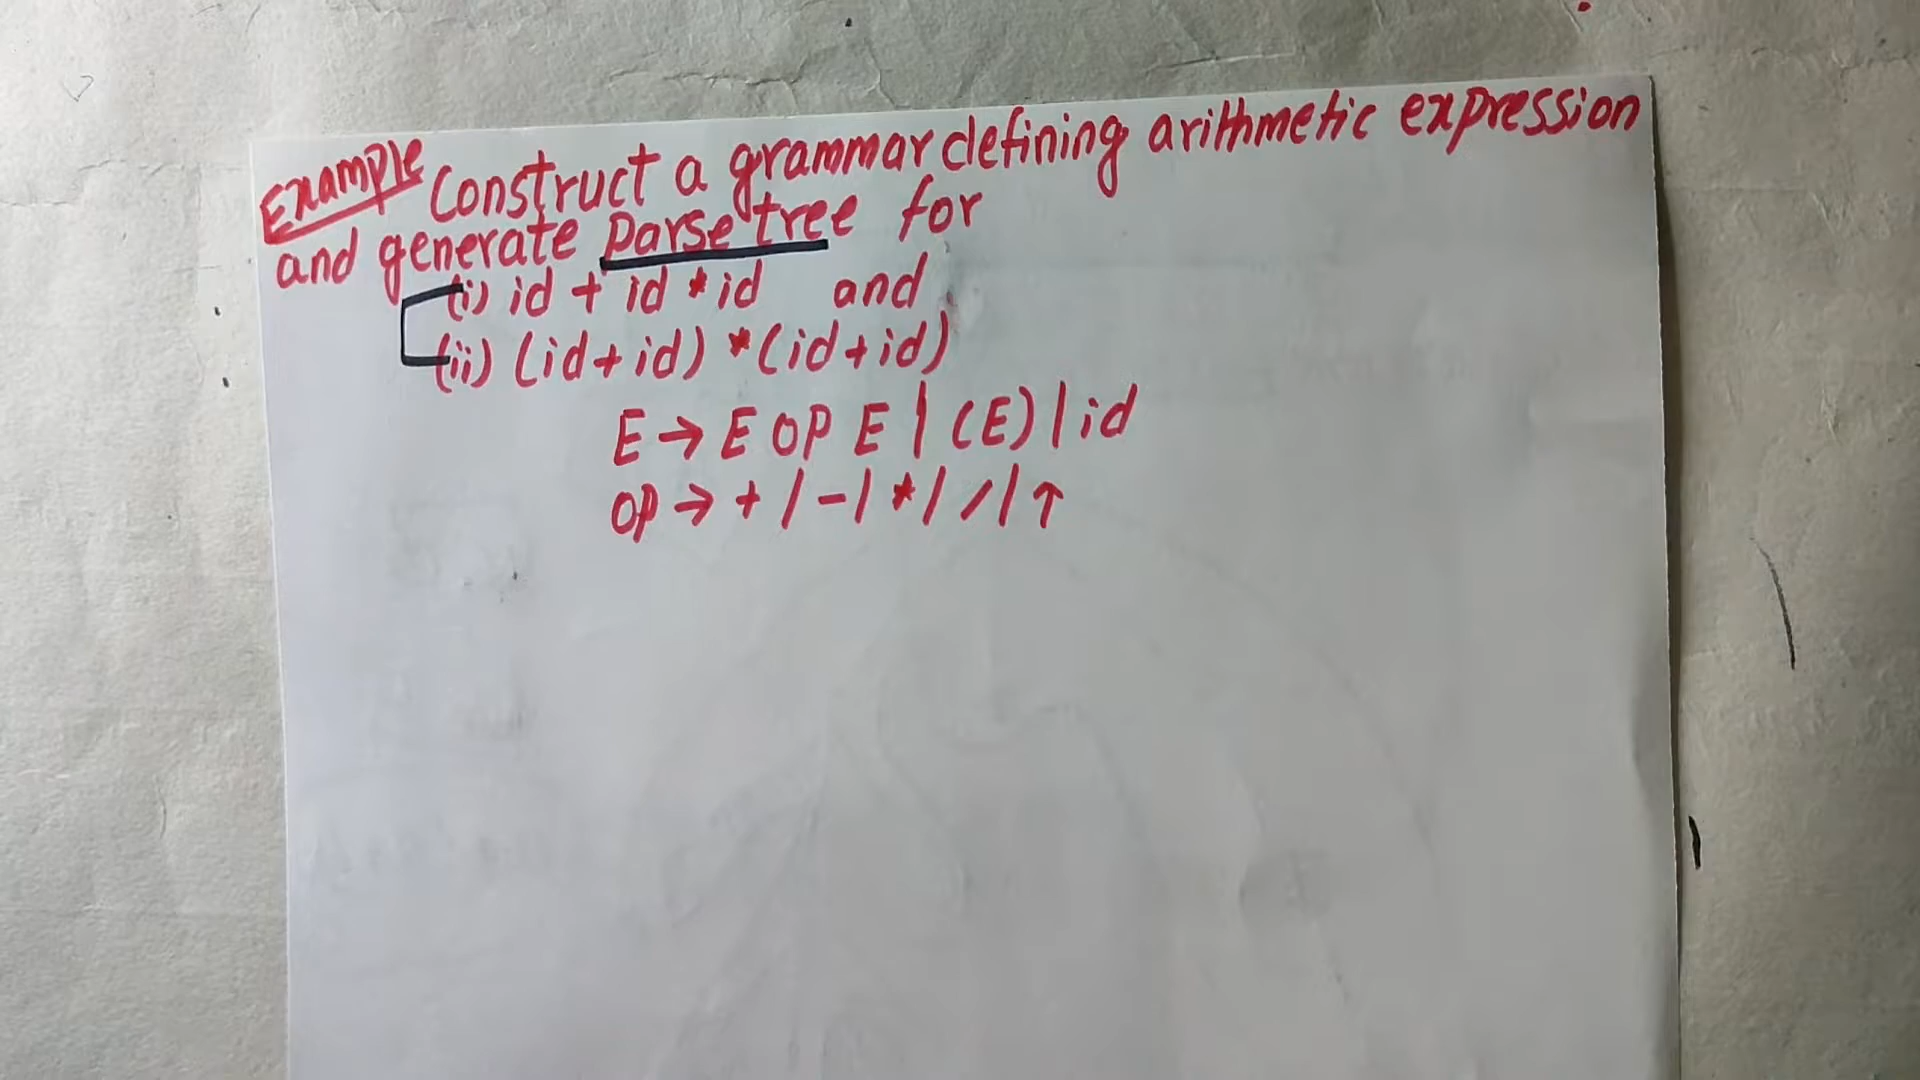 Example Construct a grammar defining arithmetic expression
and generate parse tree for
(i) id + id * id and
(ii) (id + id) * (id + id)
E → E OP E | (E) | id
OP → + | - | * | / | ↑